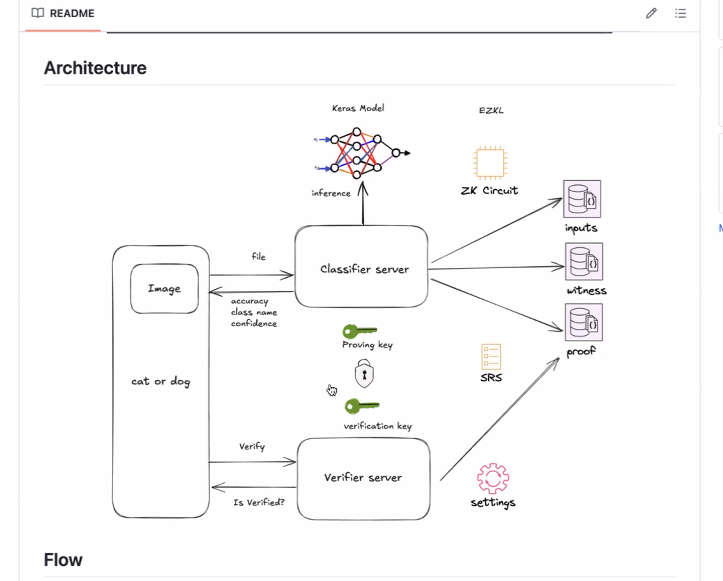 README
Architecture
Keras Model
EZKL
inference
ZK Circuit
inputs
file
Classifier server
Image
witness
accuracy
class name
confidence
Proving key
proof
cat or dog
SRS
verification key
Verify
Verifier server
Is Verified?
settings
Flow